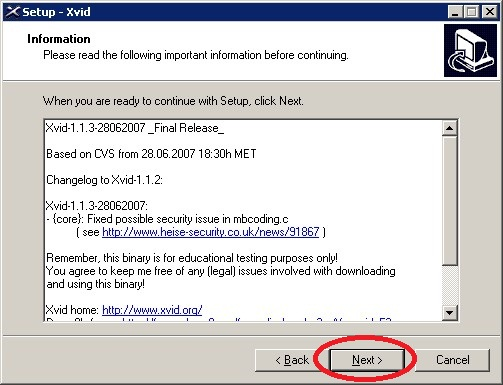 Setup - Xvid
Information
Please read the following important information before continuing.
When you are ready to continue with Setup, click Next.
Xvid-1.1.3-28062007 _Final Release_
Based on CVS from 28.06.2007 18:30h MET
Changelog to Xvid-1.1.2:
Xvid-1.1.3-28062007:
- {core}: Fixed possible security issue in mbcoding.c
( see http://www.heise-security.co.uk/news/91867 )
Remember, this binary is for educational testing purposes only!
You agree to keep me free of any (legal) issues involved with downloading
and using this binary!
Xvid home: http://www.xvid.org/
< Back
Next >
Cancel